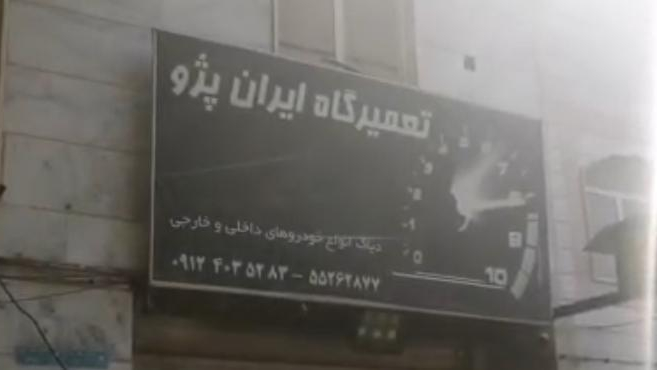 تعمیرگاه ایران پژو
دیاگ انواع خودروهای داخلی و خارجی
۰۹۱۲ ۴۰۳ ۵۲۸۳ – ۵۵۲۶۲۸۷۷